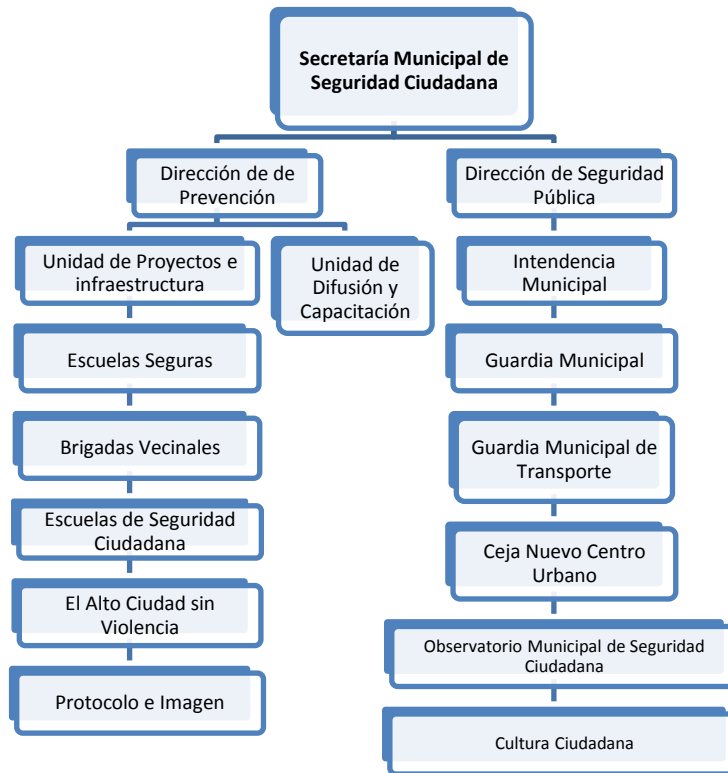 Secretaría Municipal de
Seguridad Ciudadana
Dirección de de
Prevención
Dirección de Seguridad
Pública
Unidad de Proyectos e
infraestructura
Unidad de
Difusión y
Capacitación
Intendencia
Municipal
Escuelas Seguras
Guardia Municipal
Brigadas Vecinales
Guardia Municipal de
Transporte
Escuelas de Seguridad
Ciudadana
Ceja Nuevo Centro
Urbano
El Alto Ciudad sin
Violencia
Observatorio Municipal de Seguridad
Ciudadana
Protocolo e Imagen
Cultura Ciudadana